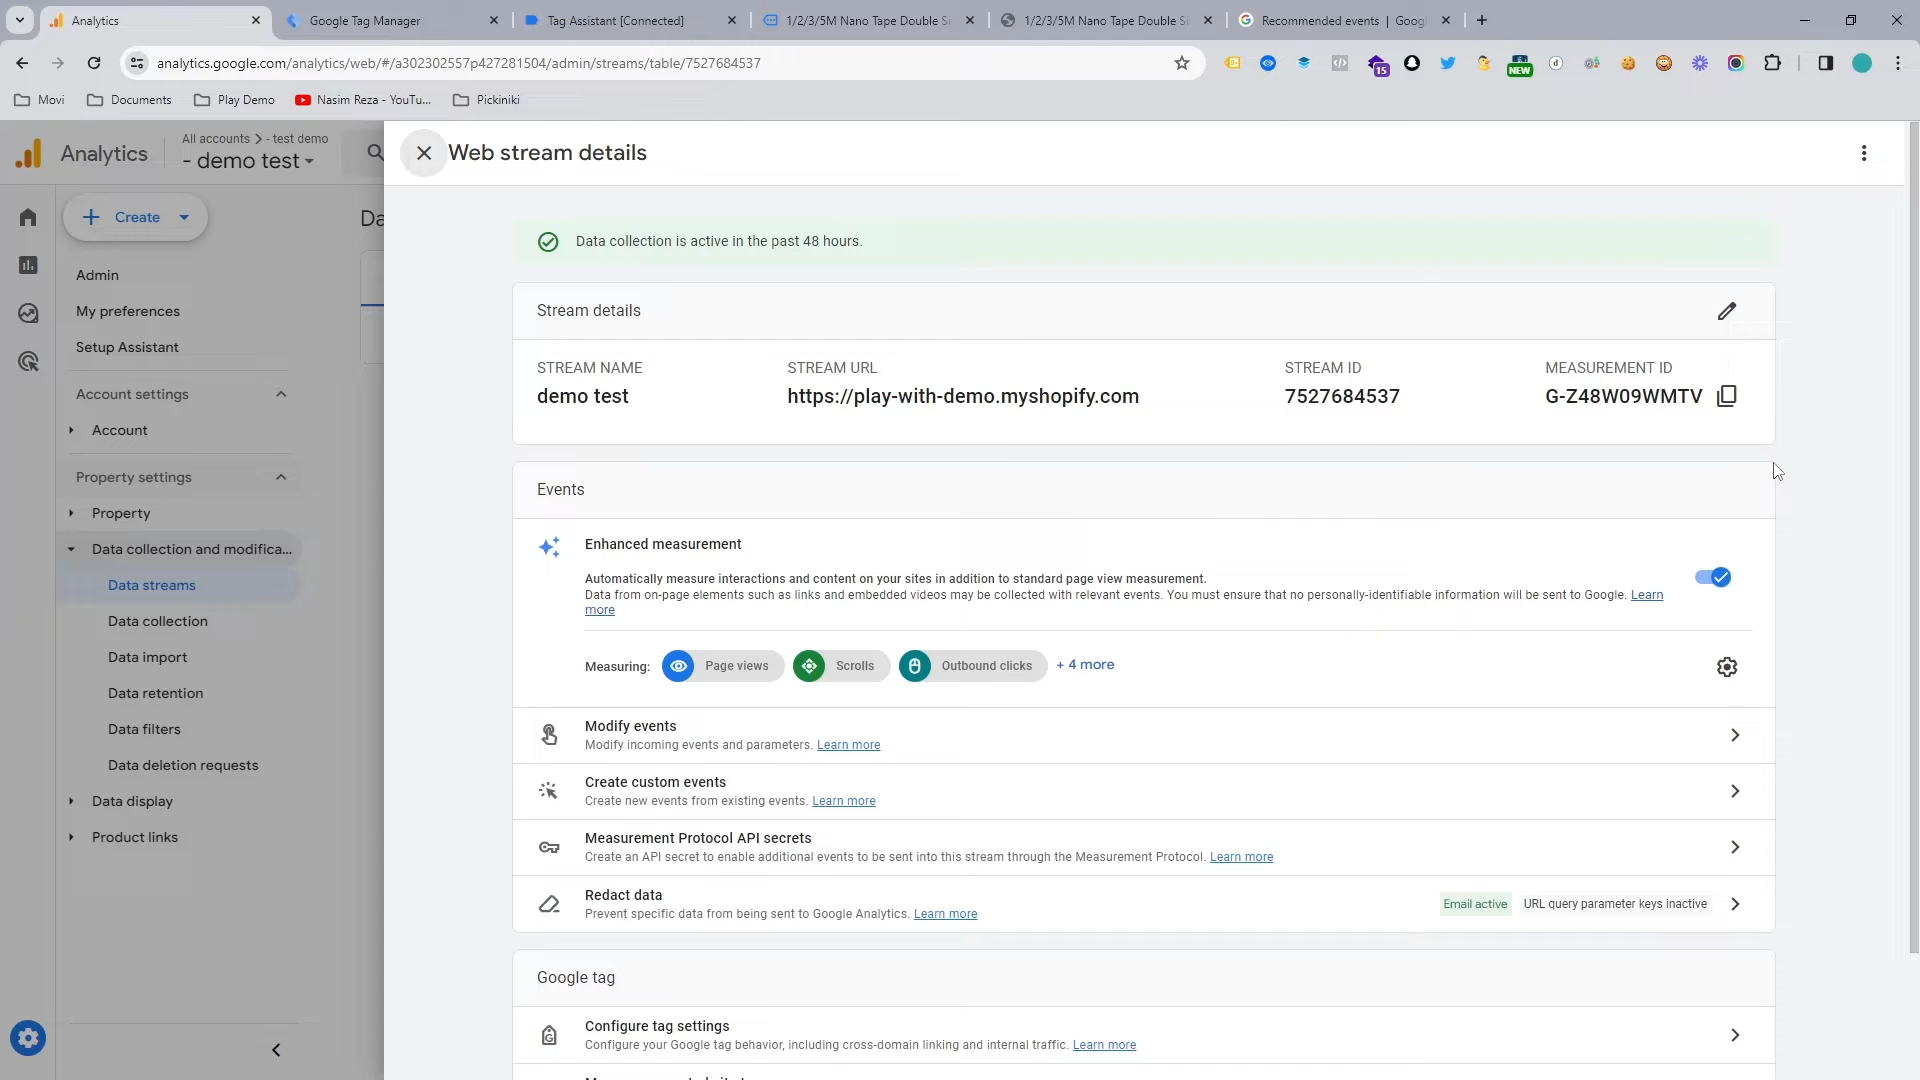 Analytics
Google Tag Manager
Tag Assistant [Connected]
1/2/3/5M Nano Tape Double Si
1/2/3/5M Nano Tape Double Si
Recommended events | Goog
analytics.google.com/analytics/web/#/a302302557p427281504/admin/streams/table/7527684537
15
NEW
Movi
Documents
Play Demo
Nasim Reza - YouTu...
Pickiniki
Analytics
All accounts > - test demo
- demo test
Web stream details
Create
Da
Data collection is active in the past 48 hours.
Admin
My preferences
Setup Assistant
Account settings
Account
Property settings
Property
Data collection and modifica...
Data streams
Data collection
Data import
Data retention
Data filters
Data deletion requests
Data display
Product links
Stream details
STREAM NAME
demo test
STREAM URL
https://play-with-demo.myshopify.com
STREAM ID
7527684537
MEASUREMENT ID
G-Z48W09WMTV
Events
Enhanced measurement
Automatically measure interactions and content on your sites in addition to standard page view measurement.
Data from on-page elements such as links and embedded videos may be collected with relevant events. You must ensure that no personally-identifiable information will be sent to Google. Learn
more
Measuring: Page views Scrolls Outbound clicks + 4 more
Modify events
Modify incoming events and parameters. Learn more
Create custom events
Create new events from existing events. Learn more
Measurement Protocol API secrets
Create an API secret to enable additional events to be sent into this stream through the Measurement Protocol. Learn more
Redact data
Prevent specific data from being sent to Google Analytics. Learn more
Email active URL query parameter keys inactive
Google tag
Configure tag settings
Configure your Google tag behavior, including cross-domain linking and internal traffic. Learn more